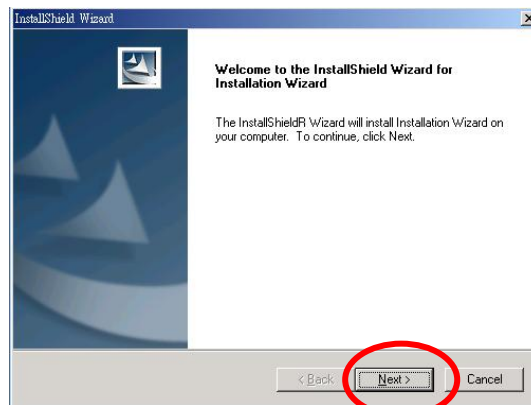 InstallShield Wizard
Welcome to the InstallShield Wizard for
Installation Wizard
The InstallShieldR Wizard will install Installation Wizard on
your computer. To continue, click Next.
< Back
Next >
Cancel